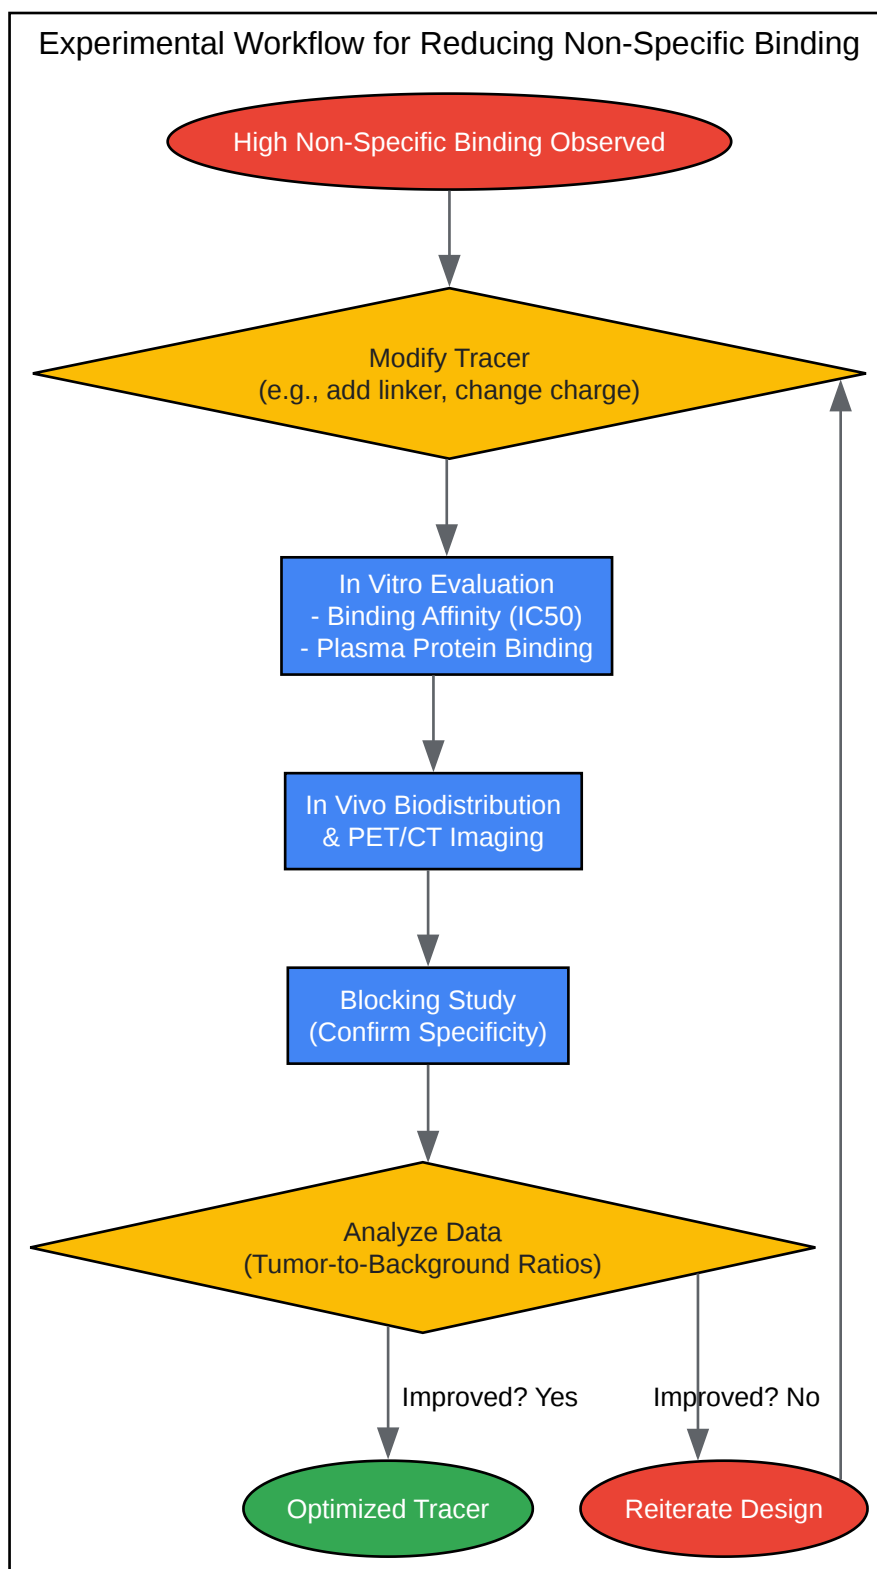 Experimental Workflow for Reducing Non-Specific Binding
High Non-Specific Binding Observed
Modify Tracer
(e.g., add linker, change charge)
In Vitro Evaluation
- Binding Affinity (IC50)
- Plasma Protein Binding
In Vivo Biodistribution
& PET/CT Imaging
Blocking Study
(Confirm Specificity)
Analyze Data
(Tumor-to-Background Ratios)
Improved? Yes
Improved? No
Optimized Tracer
Reiterate Design